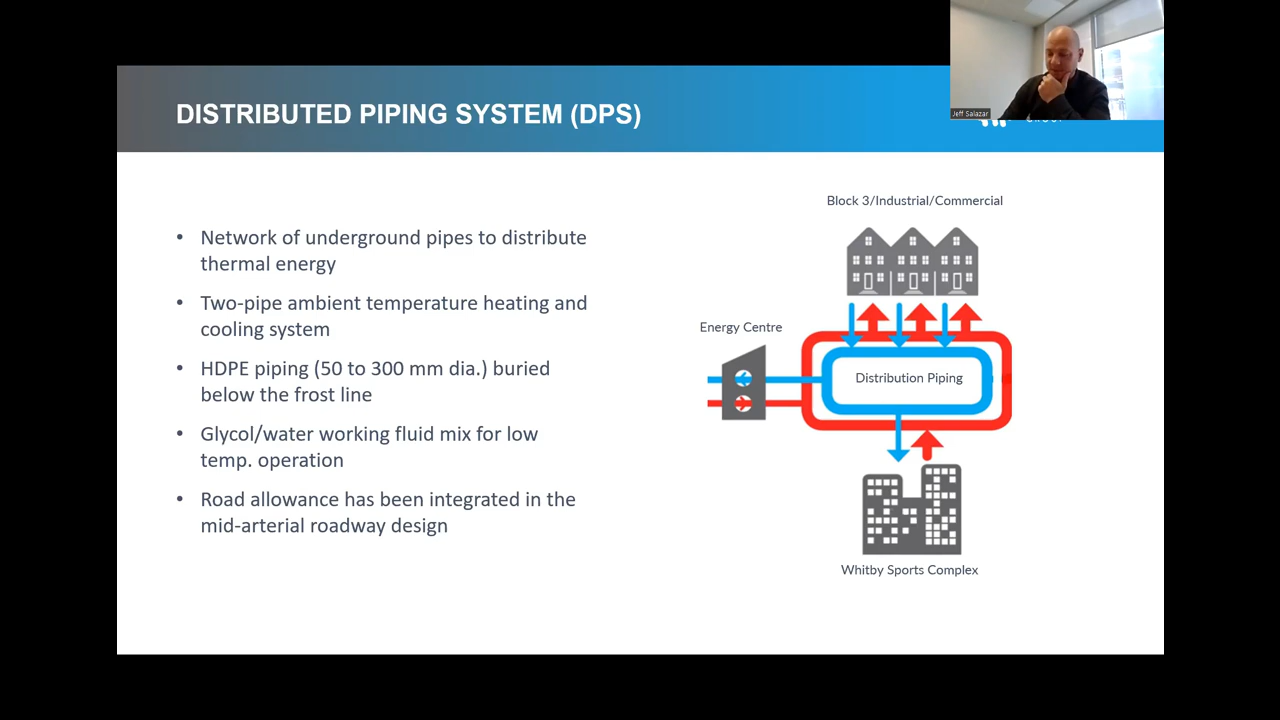 Jeff Salazar
DISTRIBUTED PIPING SYSTEM (DPS)
• Network of underground pipes to distribute
thermal energy
• Two-pipe ambient temperature heating and
cooling system
• HDPE piping (50 to 300 mm dia.) buried
below the frost line
• Glycol/water working fluid mix for low
temp. operation
• Road allowance has been integrated in the
mid-arterial roadway design
Block 3/Industrial/Commercial
Energy Centre
Distribution Piping
Whitby Sports Complex